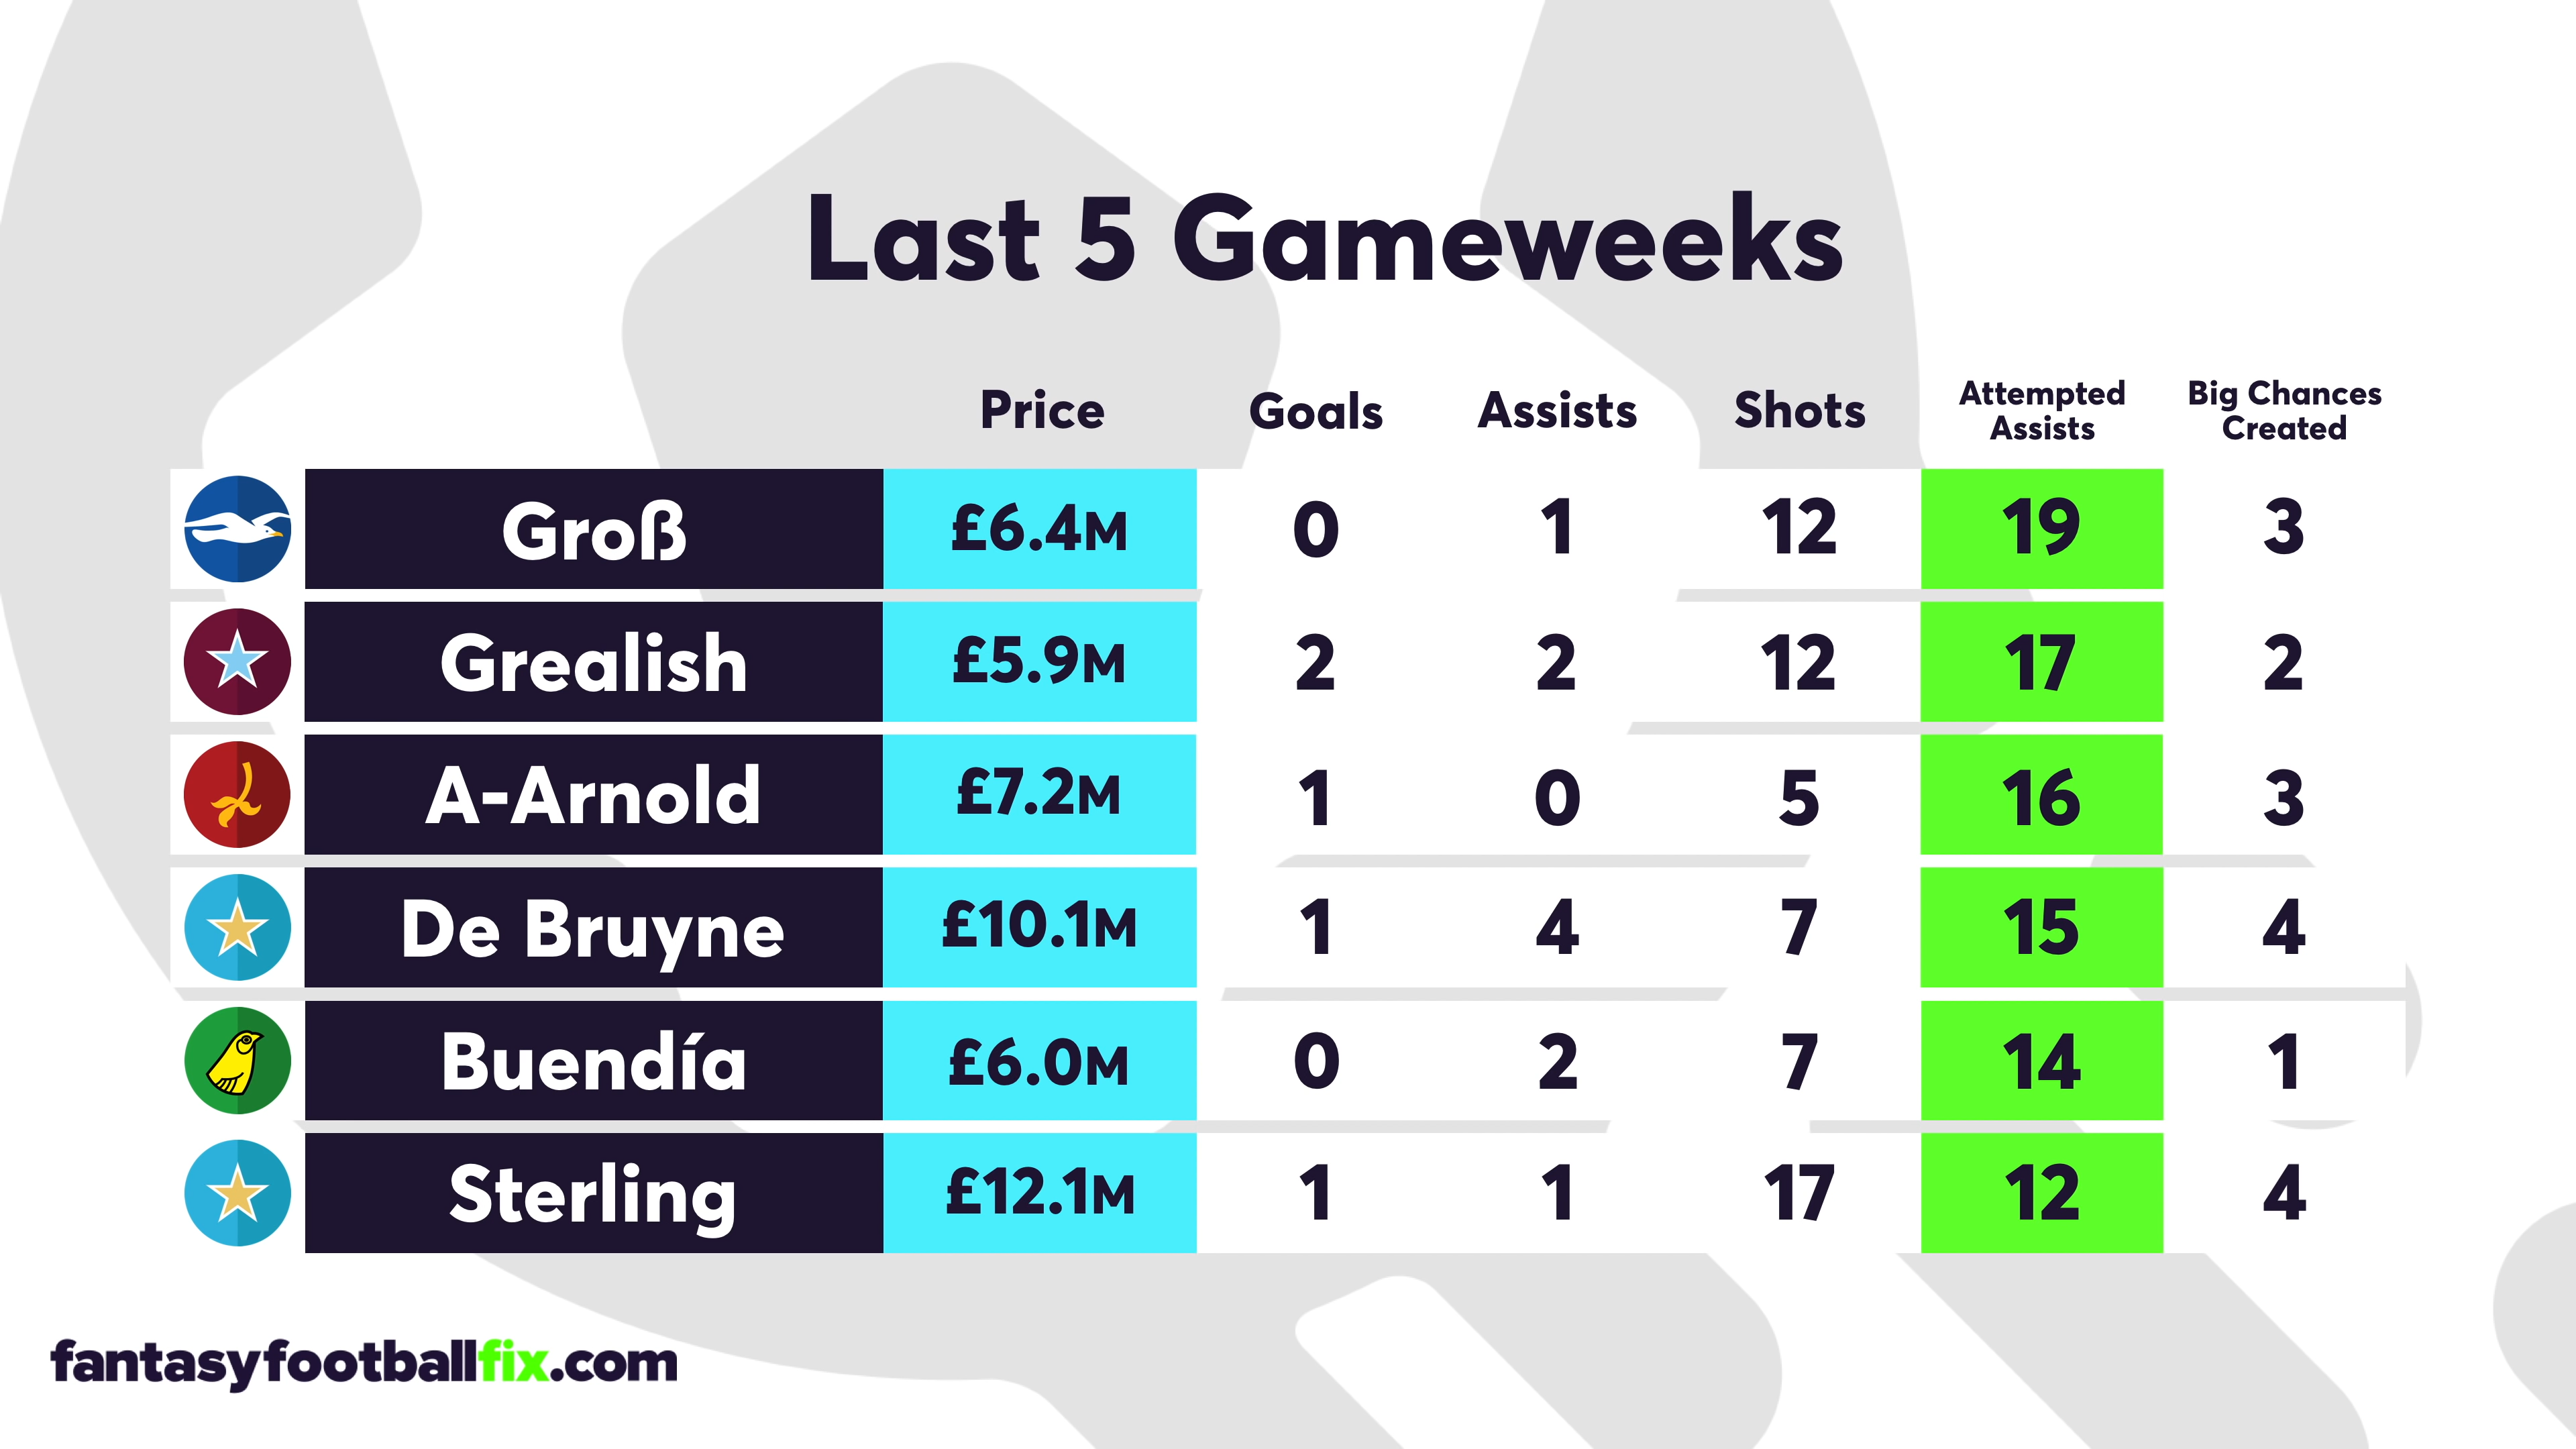 Last 5 Gameweeks
Price Goals Assists Shots Attempted Assists Big Chances Created
Groß £6.4M 0 1 12 19 3
Grealish £5.9M 2 2 12 17 2
A-Arnold £7.2M 1 0 5 16 3
De Bruyne £10.1M 1 4 7 15 4
Buendía £6.0M 0 2 7 14 1
Sterling £12.1M 1 1 17 12 4
fantasyfootballfix.com